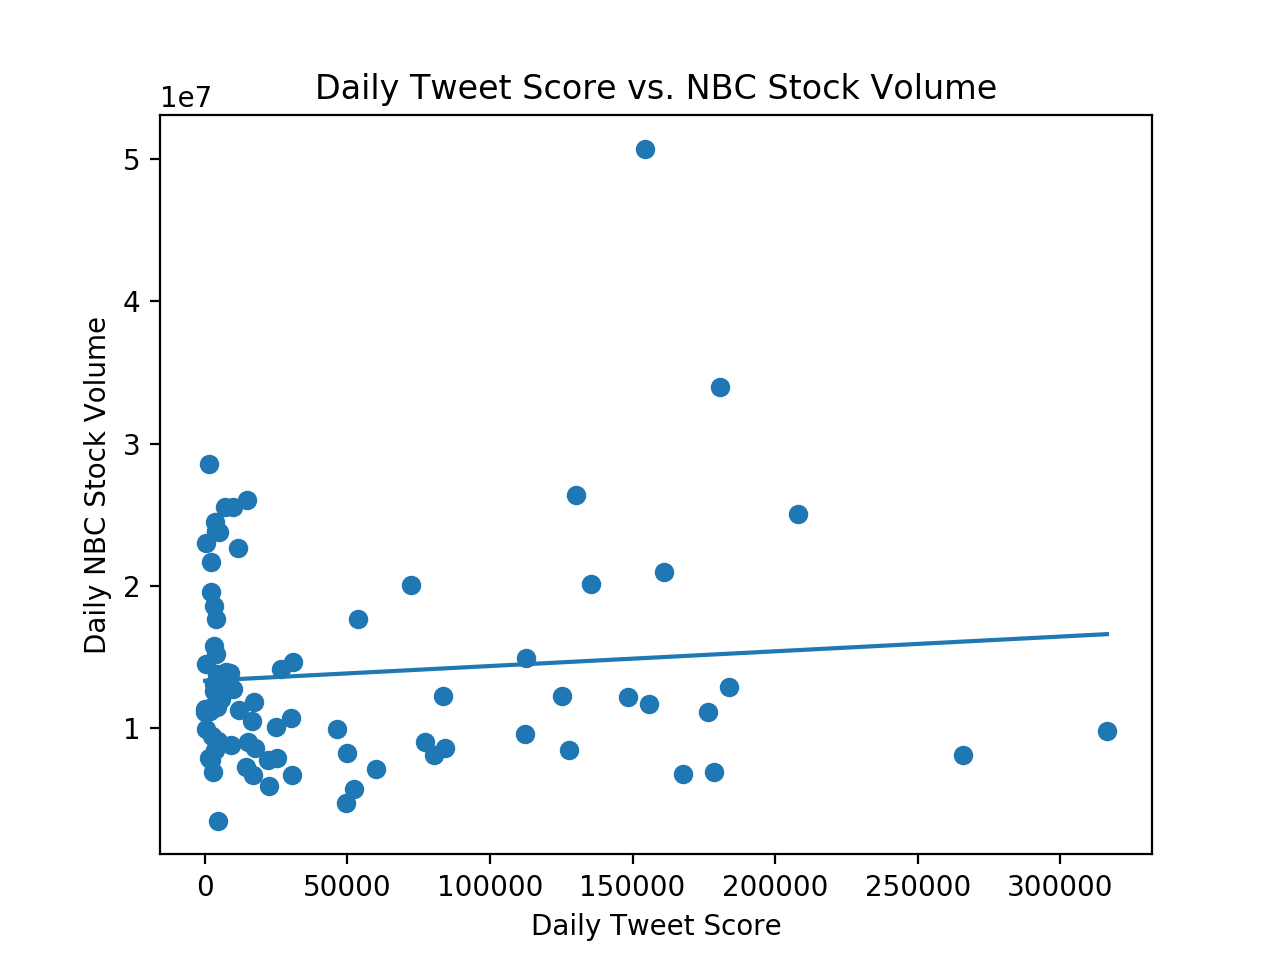 Daily Tweet Score vs. NBC Stock Volume
1e7
5
4
3
2
1
Daily NBC Stock Volume
0 50000 100000 150000 200000 250000 300000
Daily Tweet Score